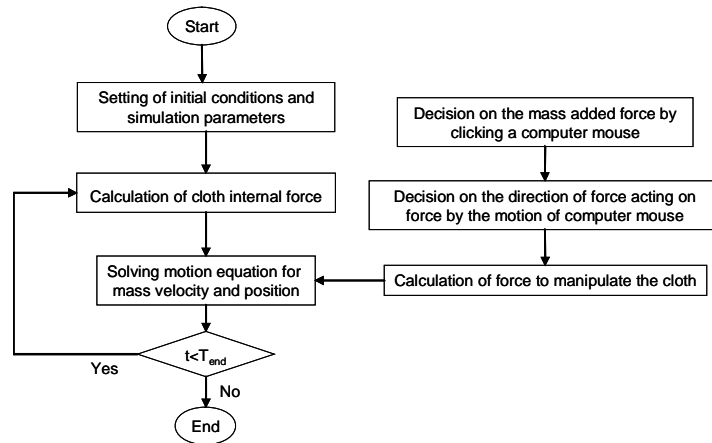 Start
Setting of initial conditions and
simulation parameters
Calculation of cloth internal force
Solving motion equation for
mass velocity and position
t<Tend
Yes
No
End
Decision on the mass added force by
clicking a computer mouse
Decision on the direction of force acting on
force by the motion of computer mouse
Calculation of force to manipulate the cloth